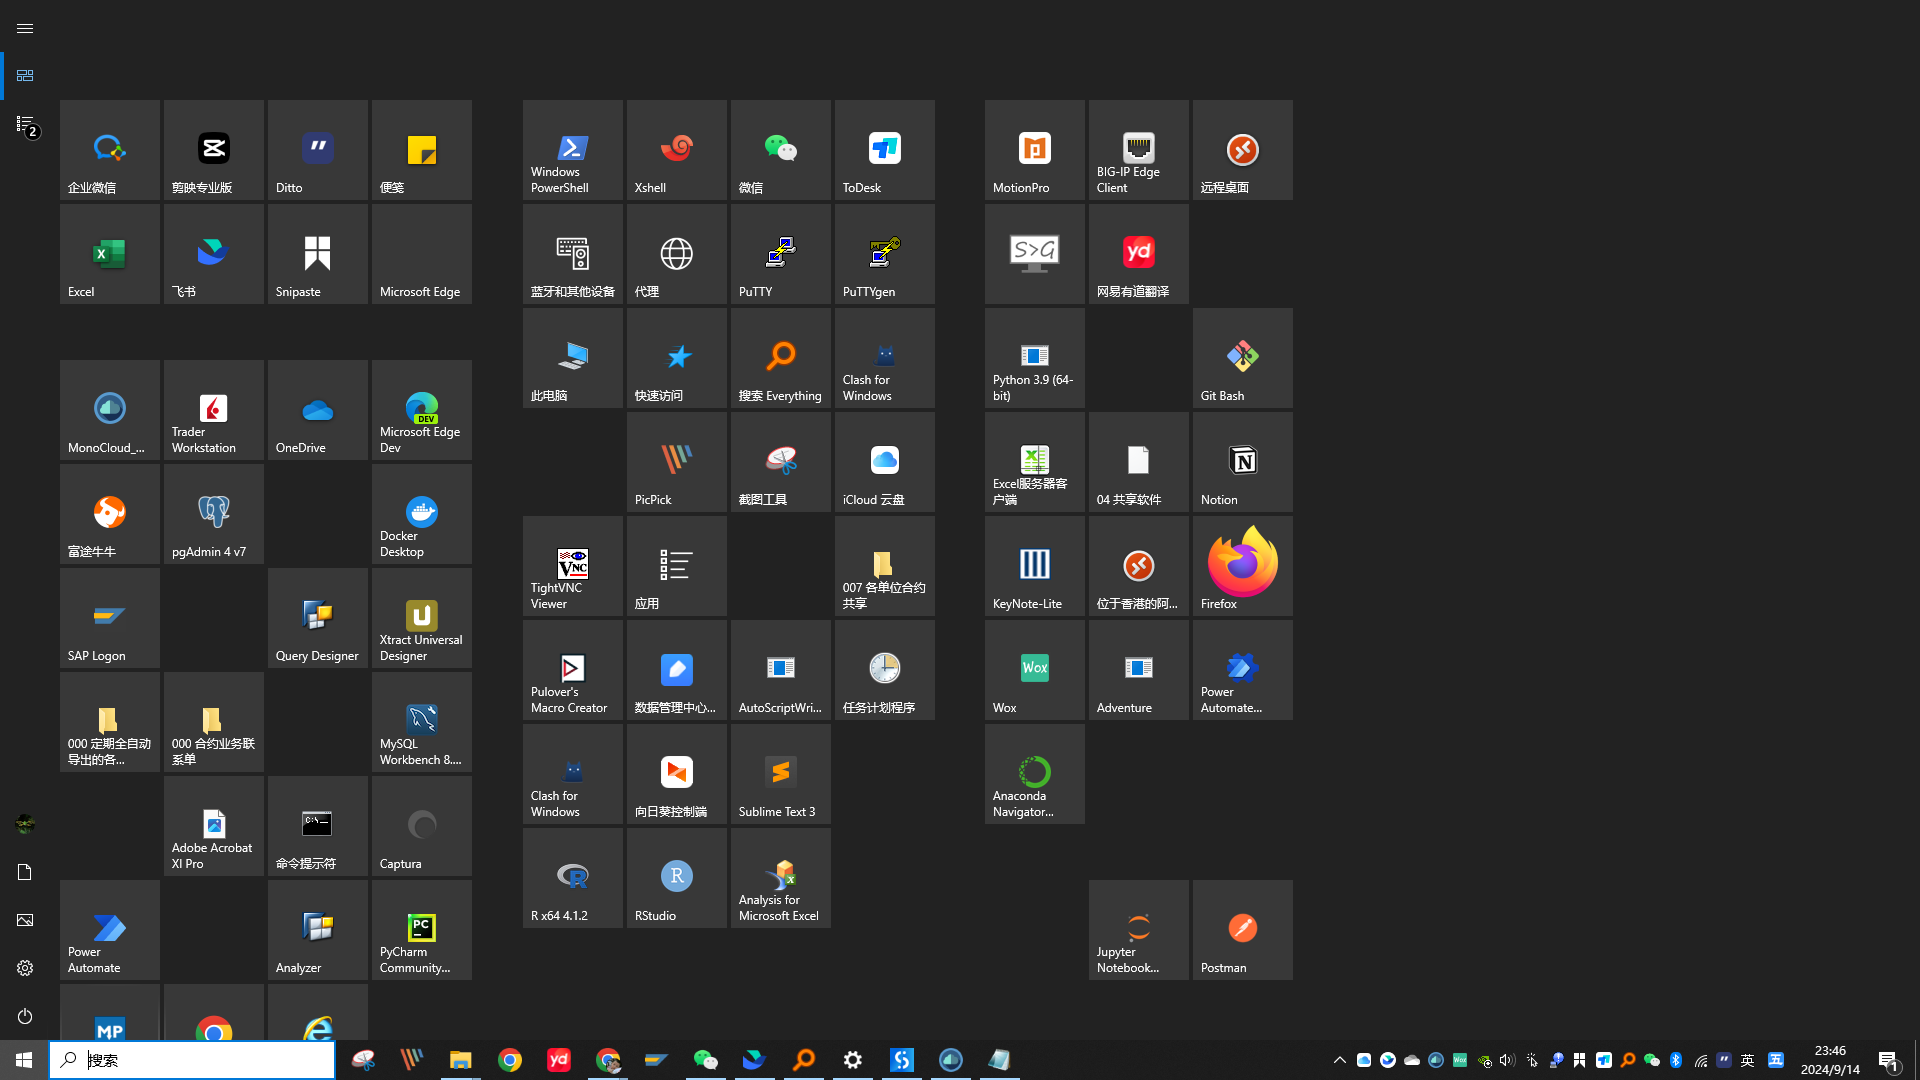 2
企业微信
剪映专业版
Ditto
便笺
Windows
PowerShell
Xshell
微信
ToDesk
MotionPro
BIG-IP Edge
Client
远程桌面
Excel
飞书
Snipaste
Microsoft Edge
蓝牙和其他设备
代理
PuTTY
PuTTYgen
S>G
yd
网易有道翻译
此电脑
快速访问
搜索 Everything
Clash for
Windows
Python 3.9 (64-
bit)
Git Bash
MonoCloud_...
Trader
Workstation
OneDrive
DEV
Microsoft Edge
Dev
PicPick
截图工具
iCloud 云盘
Excel服务器客
户端
04 共享软件
Notion
富途牛牛
pgAdmin 4 v7
Docker
Desktop
VNC
TightVNC
Viewer
应用
007 各单位合约
共享
KeyNote-Lite
位于香港的阿...
Firefox
SAP Logon
Query Designer
Xtract Universal
Designer
Pulover's
Macro Creator
数据管理中心...
AutoScriptWri...
任务计划程序
Wox
Wox
Adventure
Power
Automate...
000 定期全自动
导出的各...
000 合约业务联
系单
MySQL
Workbench 8....
Clash for
Windows
向日葵控制端
Sublime Text 3
Anaconda
Navigator...
Adobe Acrobat
XI Pro
C:\._
命令提示符
Captura
R x64 4.1.2
R
RStudio
Analysis for
Microsoft Excel
Power
Automate
Analyzer
PC
PyCharm
Community...
Jupyter
Notebook...
Postman
MP
搜索
yd
英
五
23:46
2024/9/14
1